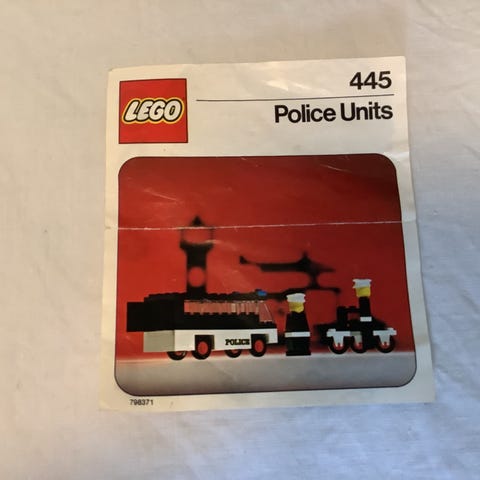 LEGO
445
Police Units
POLICE
798371